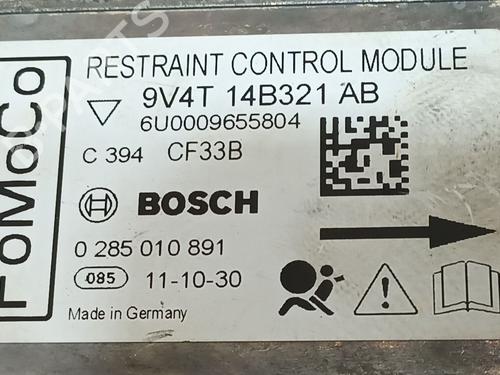 FoMoCo
RESTRAINT CONTROL MODULE
9V4T 14B321 AB
6U0009655804
C 394 CF33B
BOSCH
0 285 010 891
085 11-10-30
Made in Germany